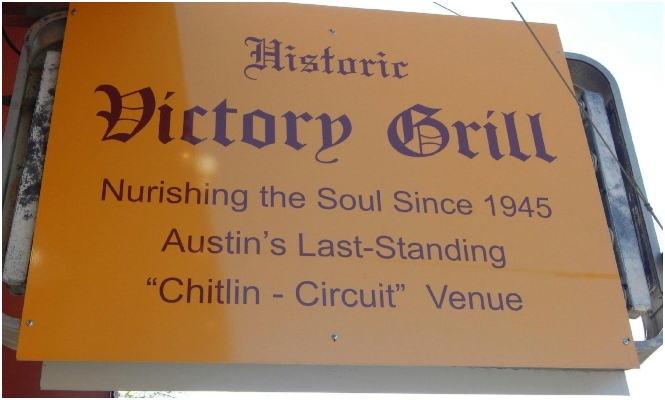 Historic
Victory Grill
Nurishing the Soul Since 1945
Austin's Last-Standing
“Chitlin - Circuit” Venue